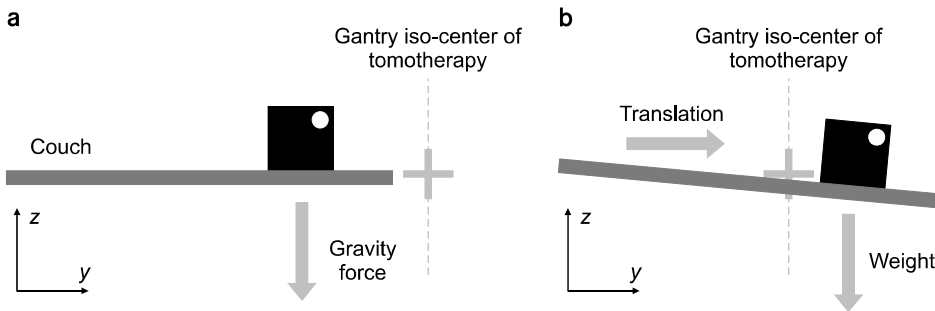 a
Gantry iso-center of
tomotherapy
Couch
z
y
Gravity
force
b
Gantry iso-center of
tomotherapy
Translation
z
y
Weight